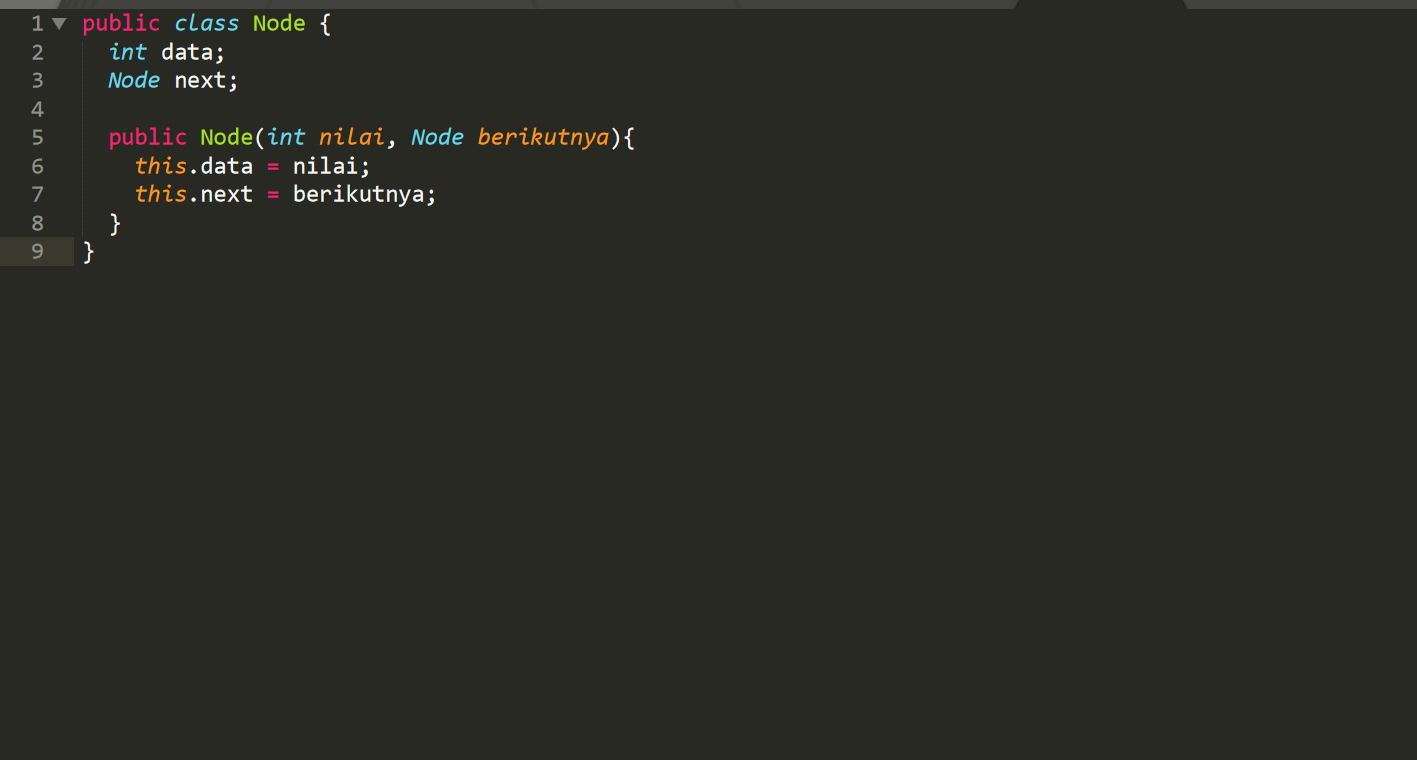 1 public class Node {
2 int data;
3 Node next;
4
5 public Node(int nilai, Node berikutnya){
6 this.data = nilai;
7 this.next = berikutnya;
8 }
9 }